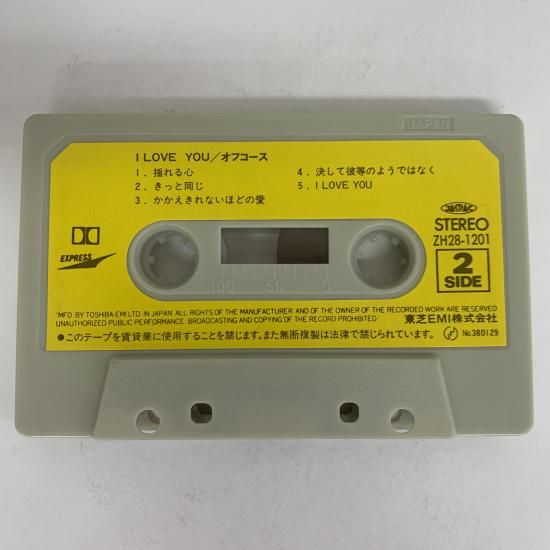 JAPAN
I LOVE YOU／オフコース
1．揺れる心
2．きっと同じ
3．かかえきれないほどの愛
4．決して彼等のようではなく
5．I LOVE YOU
EXPRESS
STEREO
ZH28-1201
2
SIDE
100 50 0
"MFD BY TOSHIBA EMI LTD. IN JAPAN ALL RIGHTS OF THE MANUFACTURER AND OF THE OWNER OF THE RECORDED WORK ARE RESERVED
UNAUTHORIZED PUBLIC PERFORMANCE. BROADCASTING AND COPYING OF THE RECORD PROHIBITED"
●このテープを賃貸業に使用することを禁じます。また無断複製は法律で禁じられています。
東芝EMI株式会社
No.380129